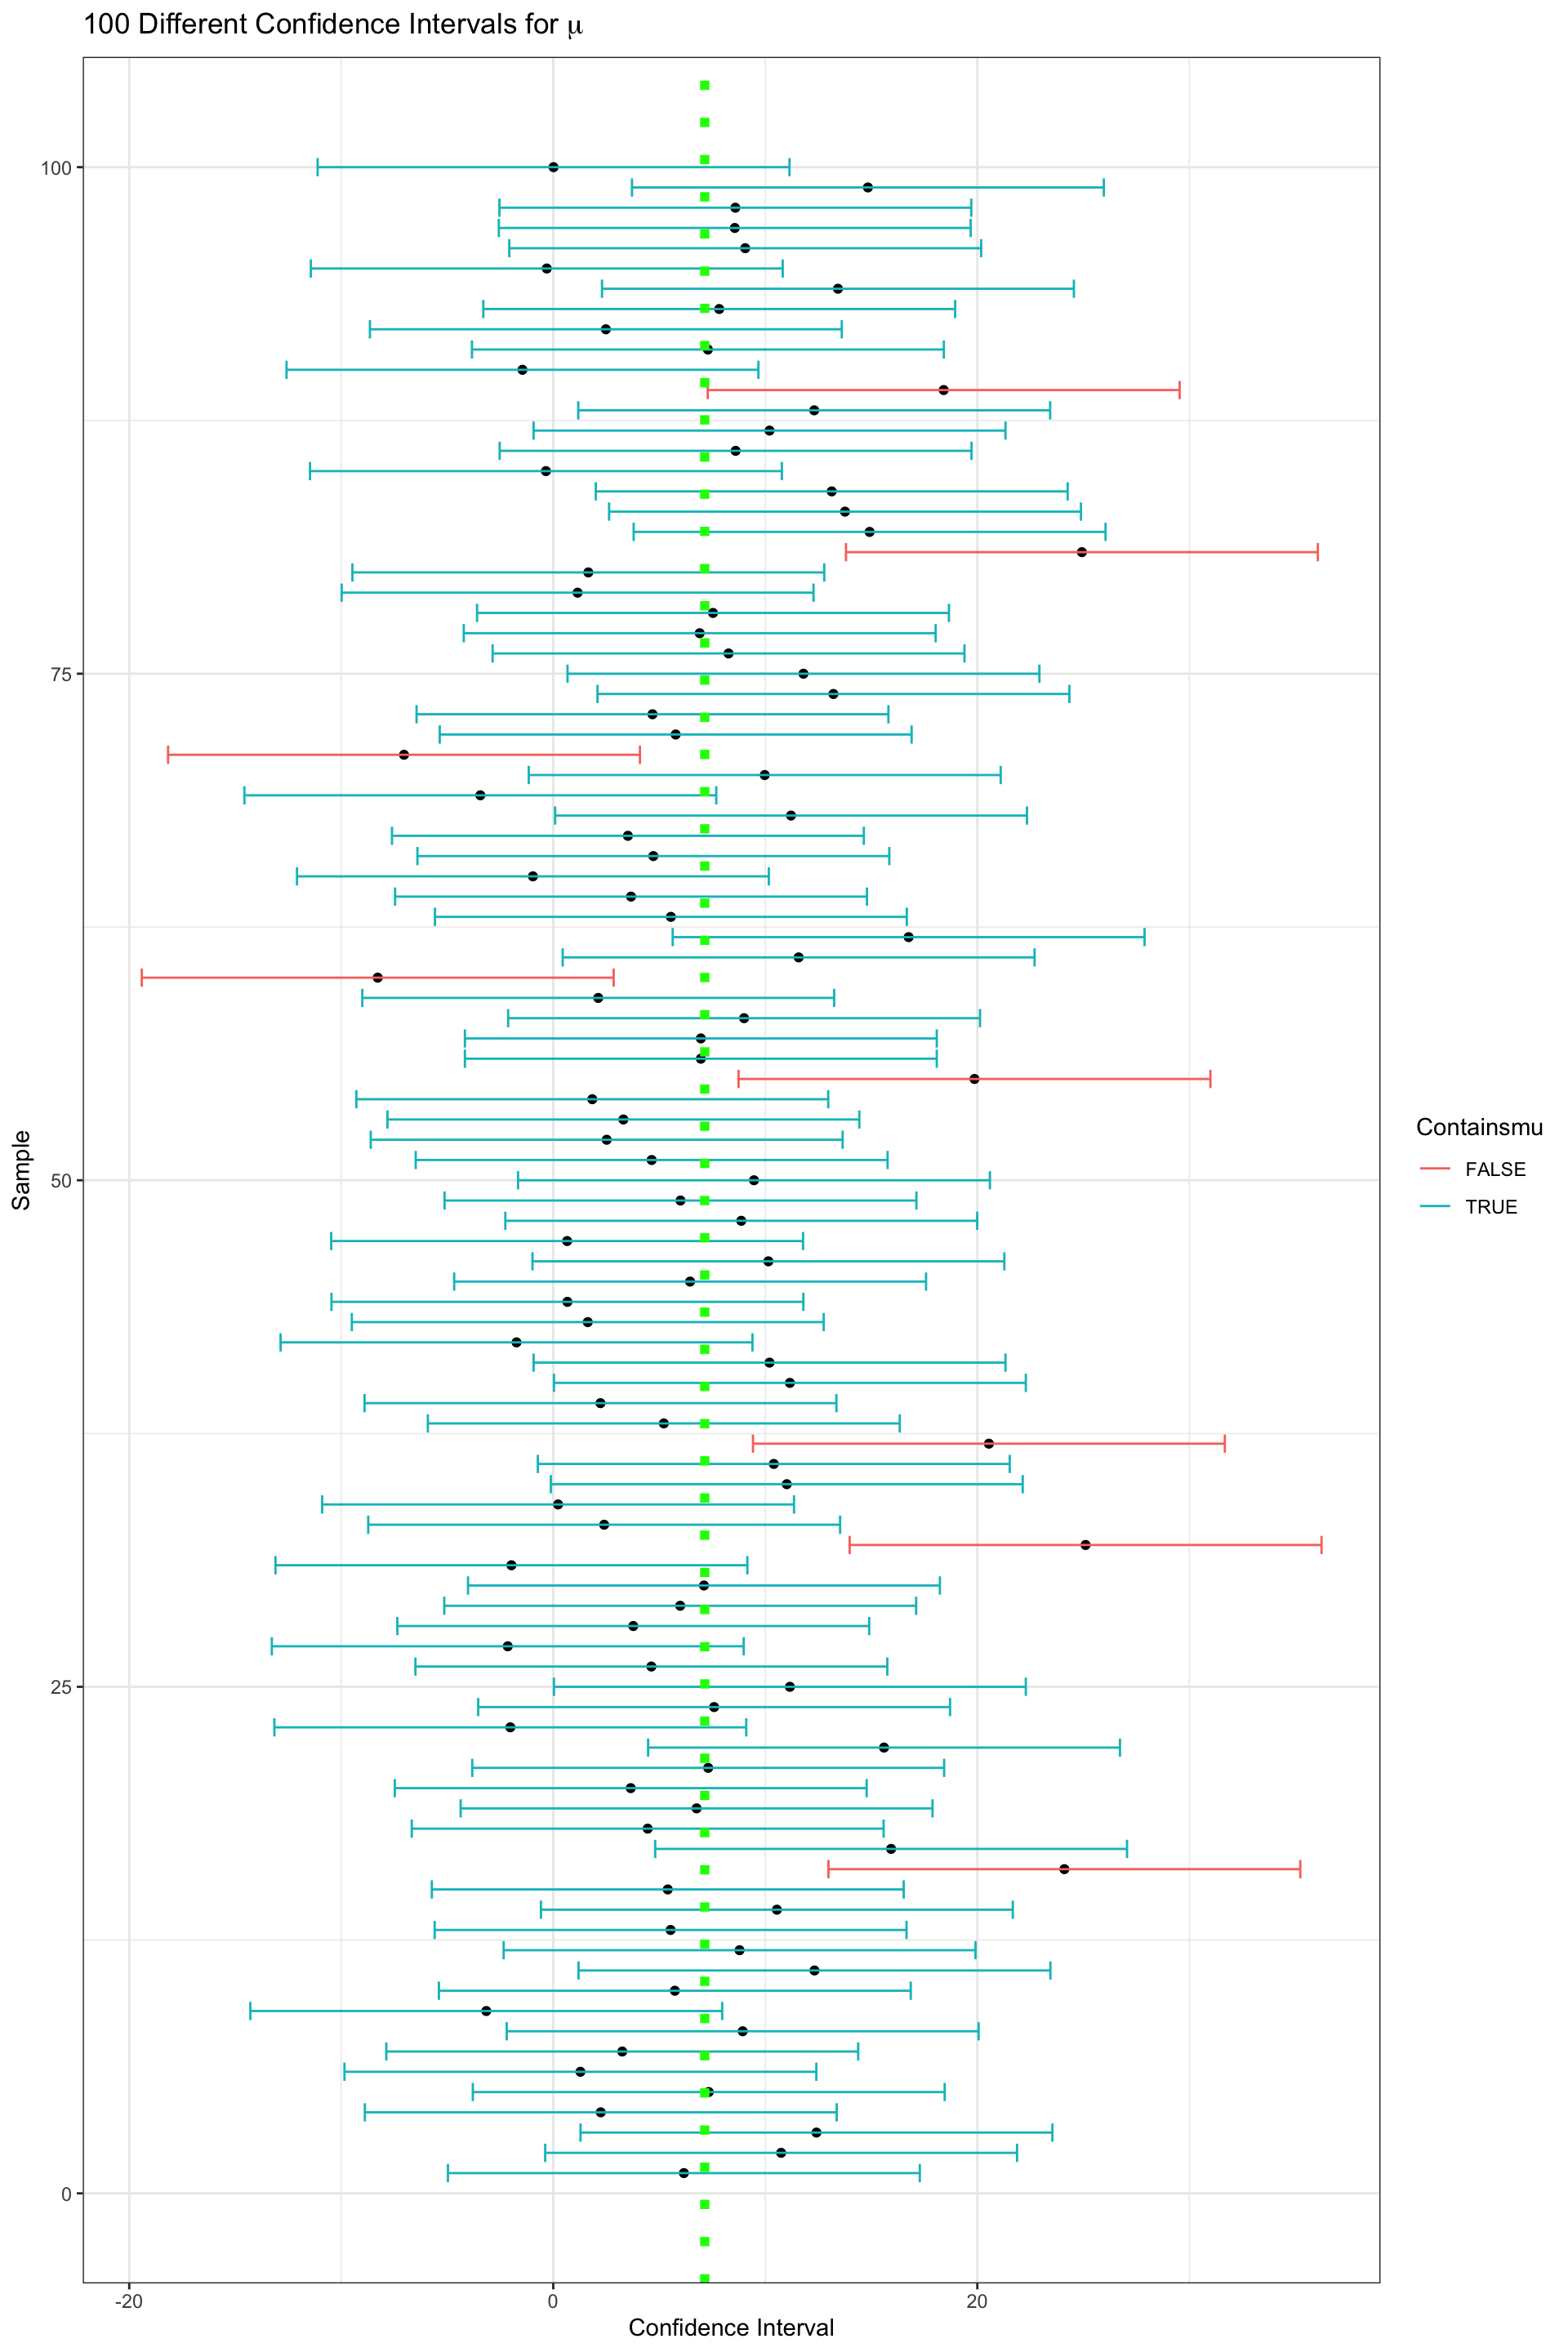 100 Different Confidence Intervals for μ
100
75
50
25
0
Sample
-20 0 20
Confidence Interval
Containsmu
FALSE
TRUE